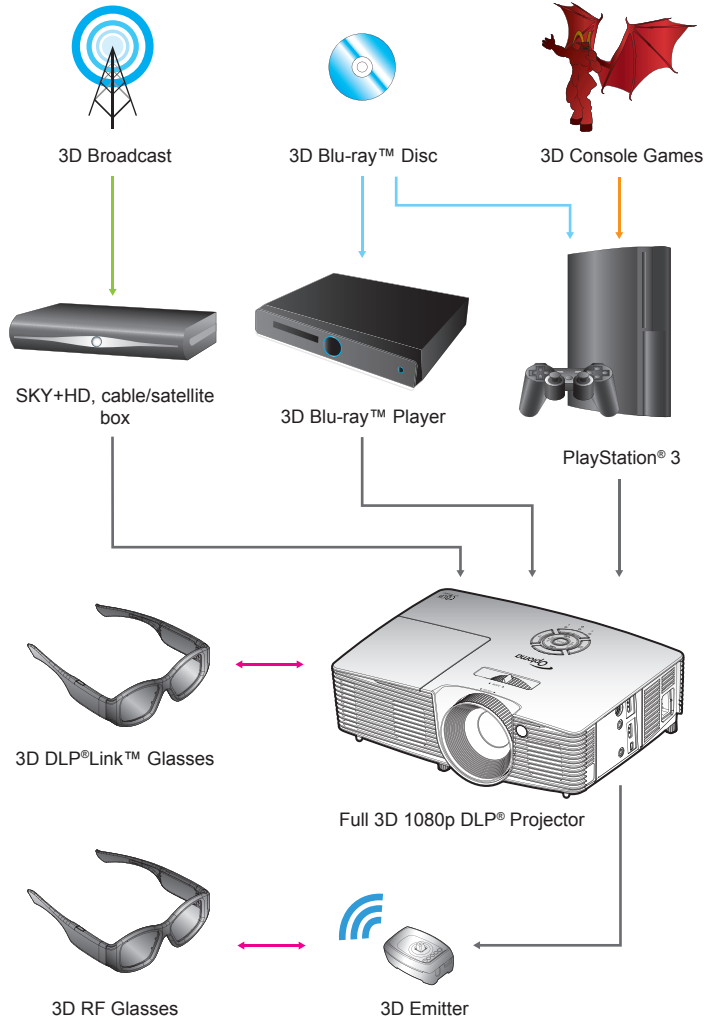 3D Broadcast
3D Blu-ray™ Disc
3D Console Games
SKY+HD, cable/satellite
box
3D Blu-ray™ Player
PlayStation® 3
3D DLP®Link™ Glasses
Full 3D 1080p DLP® Projector
3D RF Glasses
3D Emitter